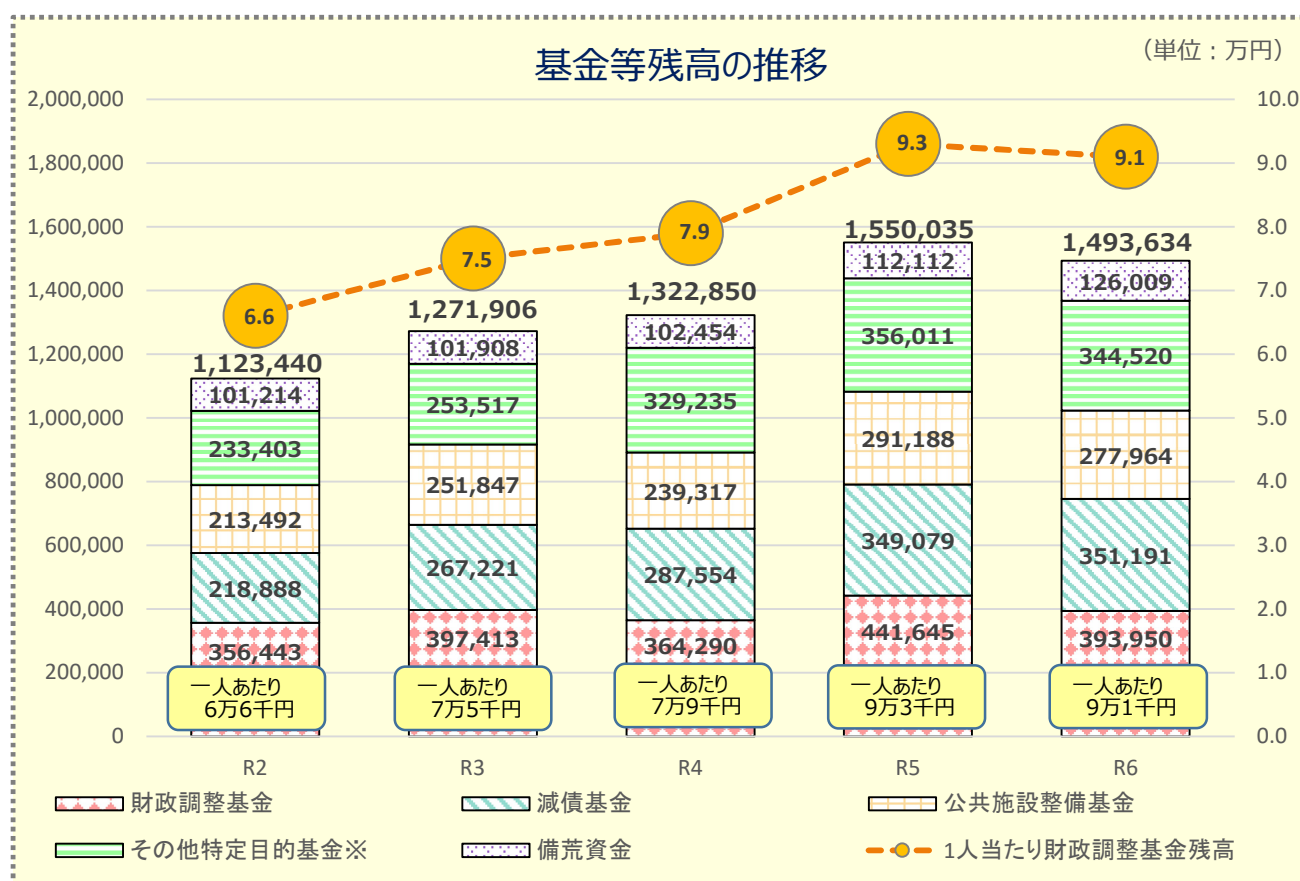 基金等残高の推移
（単位：万円）
2,000,000
1,800,000
1,600,000
1,400,000
1,200,000
1,000,000
800,000
600,000
400,000
200,000
0
10.0
9.0
8.0
7.0
6.0
5.0
4.0
3.0
2.0
1.0
0.0
6.6
1,123,440
101,214
233,403
213,492
218,888
356,443
一人あたり
6万6千円
R2
7.5
1,271,906
101,908
253,517
251,847
267,221
397,413
一人あたり
7万5千円
R3
7.9
1,322,850
102,454
329,235
239,317
287,554
364,290
一人あたり
7万9千円
R4
9.3
1,550,035
112,112
356,011
291,188
349,079
441,645
一人あたり
9万3千円
R5
9.1
1,493,634
126,009
344,520
277,964
351,191
393,950
一人あたり
9万1千円
R6
財政調整基金
減債基金
公共施設整備基金
その他特定目的基金※
備荒資金
1人当たり財政調整基金残高